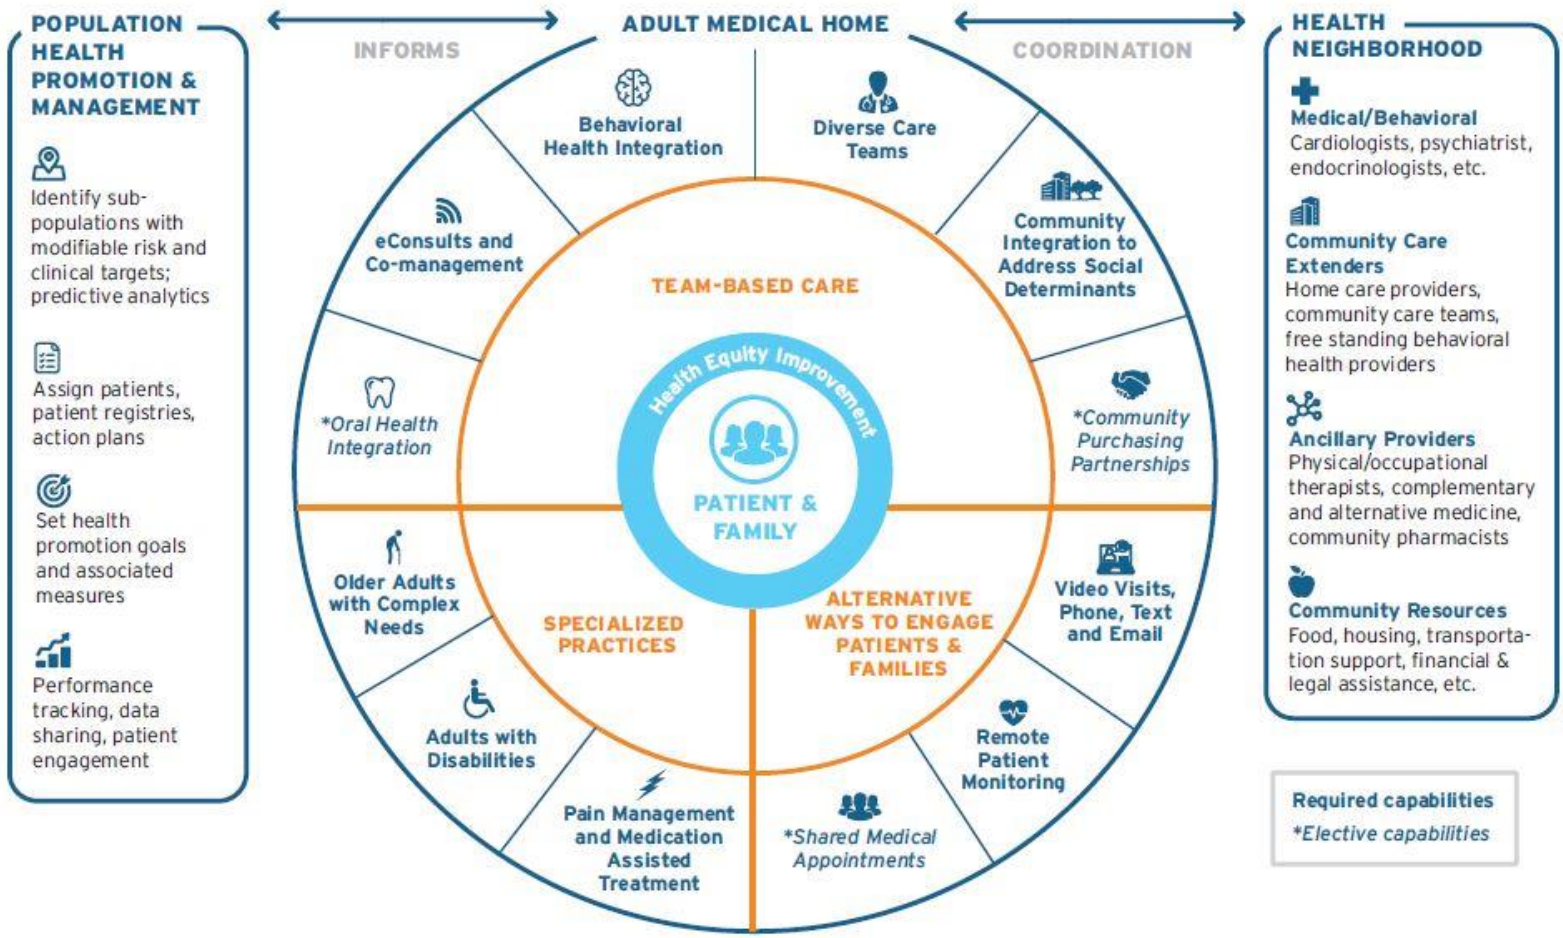 POPULATION
HEALTH
PROMOTION &
MANAGEMENT
Identify sub-
populations with
modifiable risk and
clinical targets;
predictive analytics
Assign patients,
patient registries,
action plans
Set health
promotion goals
and associated
measures
Performance
tracking, data
sharing, patient
engagement
INFORMS
ADULT MEDICAL HOME
COORDINATION
Behavioral
Health Integration
Diverse Care
Teams
eConsults and
Co-management
Community
Integration to
Address Social
Determinants
*Oral Health
Integration
*Community
Purchasing
Partnerships
TEAM-BASED CARE
Health Equity Improvement
PATIENT &
FAMILY
Older Adults
with Complex
Needs
SPECIALIZED
PRACTICES
ALTERNATIVE
WAYS TO ENGAGE
PATIENTS &
FAMILIES
Video Visits,
Phone, Text
and Email
Adults with
Disabilities
Remote
Patient
Monitoring
Pain Management
and Medication
Assisted
Treatment
*Shared Medical
Appointments
HEALTH
NEIGHBORHOOD
Medical/Behavioral
Cardiologists, psychiatrist,
endocrinologists, etc.
Community Care
Extenders
Home care providers,
community care teams,
free standing behavioral
health providers
Ancillary Providers
Physical/occupational
therapists, complementary
and alternative medicine,
community pharmacists
Community Resources
Food, housing, transporta-
tion support, financial &
legal assistance, etc.
Required capabilities
*Elective capabilities